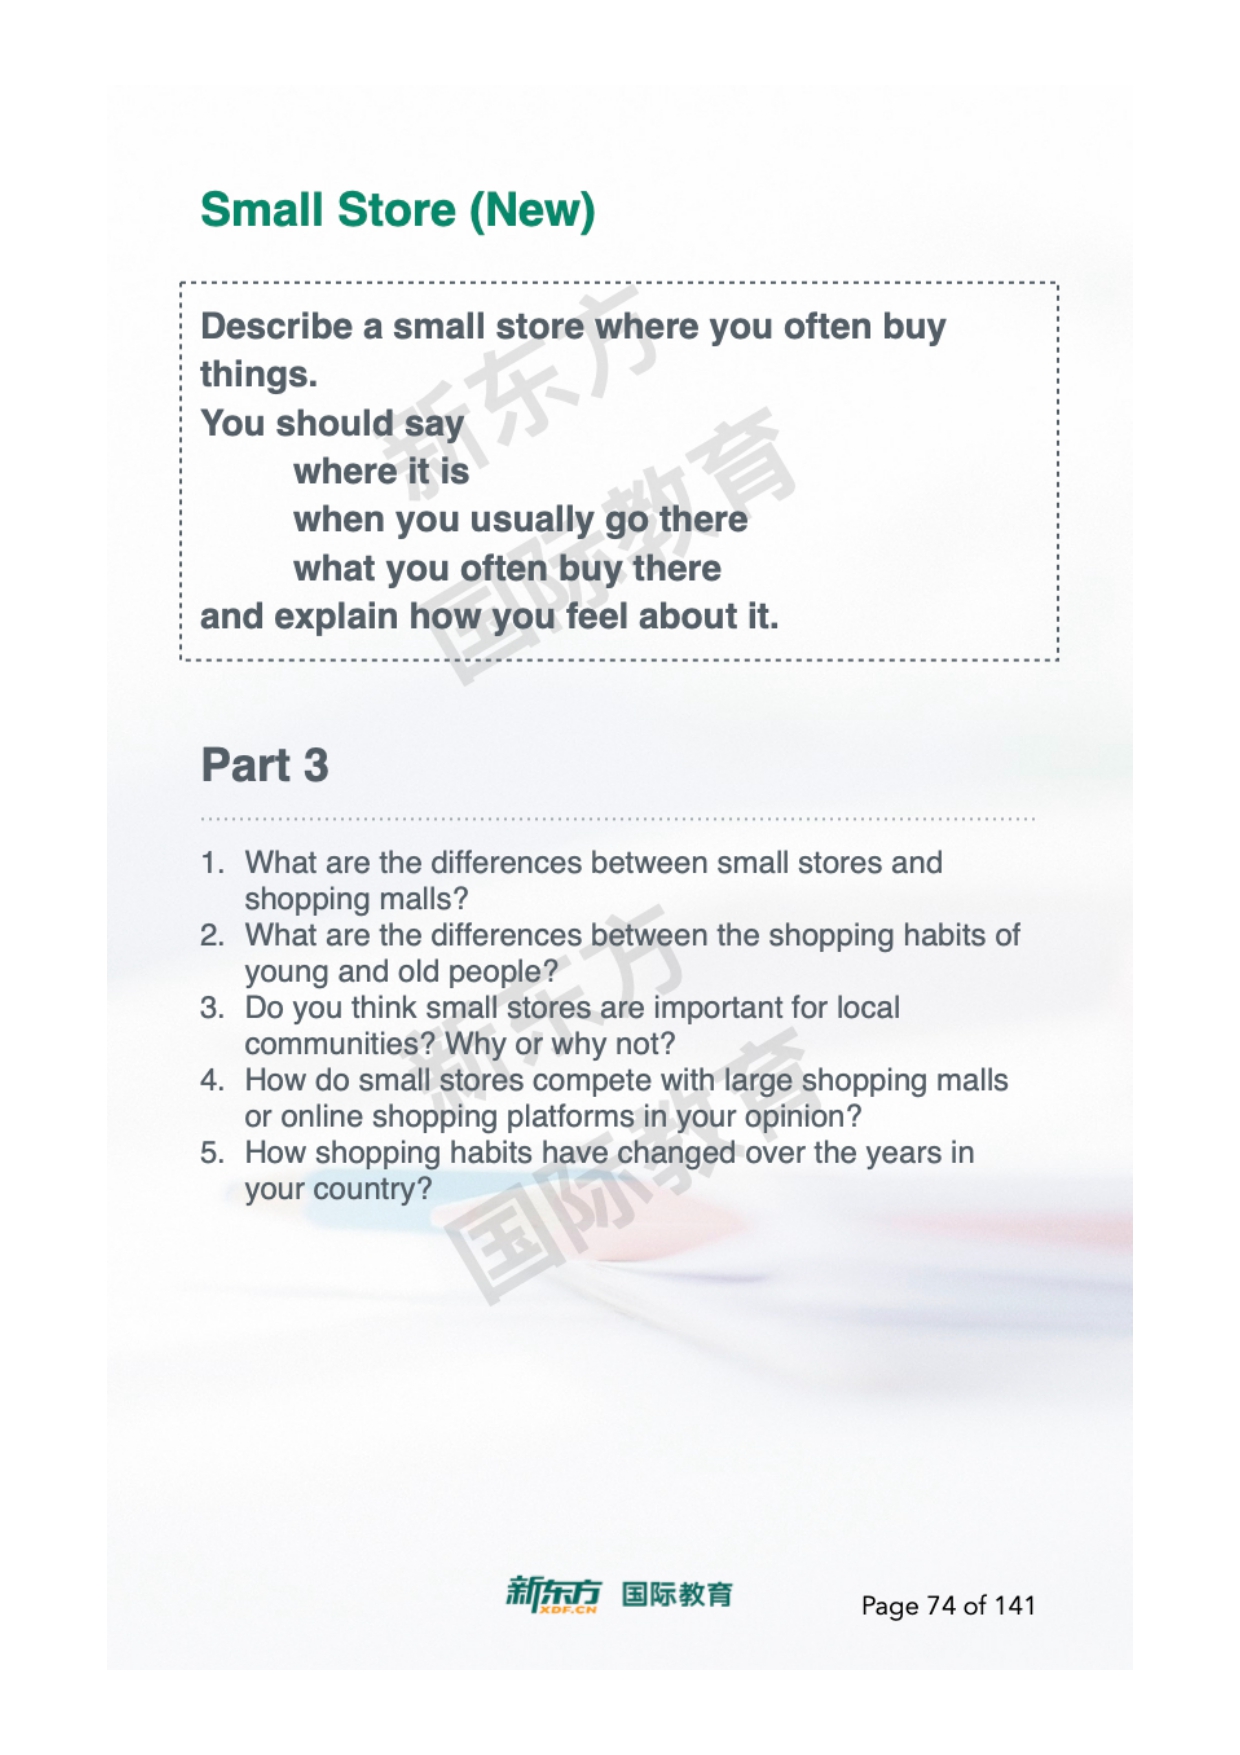 Small Store (New)
Describe a small store where you often buy
things.
You should say
where it is
when you usually go there
what you often buy there
and explain how you feel about it.
新东方
国际教育
Part 3
1. What are the differences between small stores and
shopping malls?
2. What are the differences between the shopping habits of
young and old people?
3. Do you think small stores are important for local
communities? Why or why not?
4. How do small stores compete with large shopping malls
or online shopping platforms in your opinion?
5. How shopping habits have changed over the years in
your country?
新东方
国际教育
新东方 国际教育
XDF.CN
Page 74 of 141